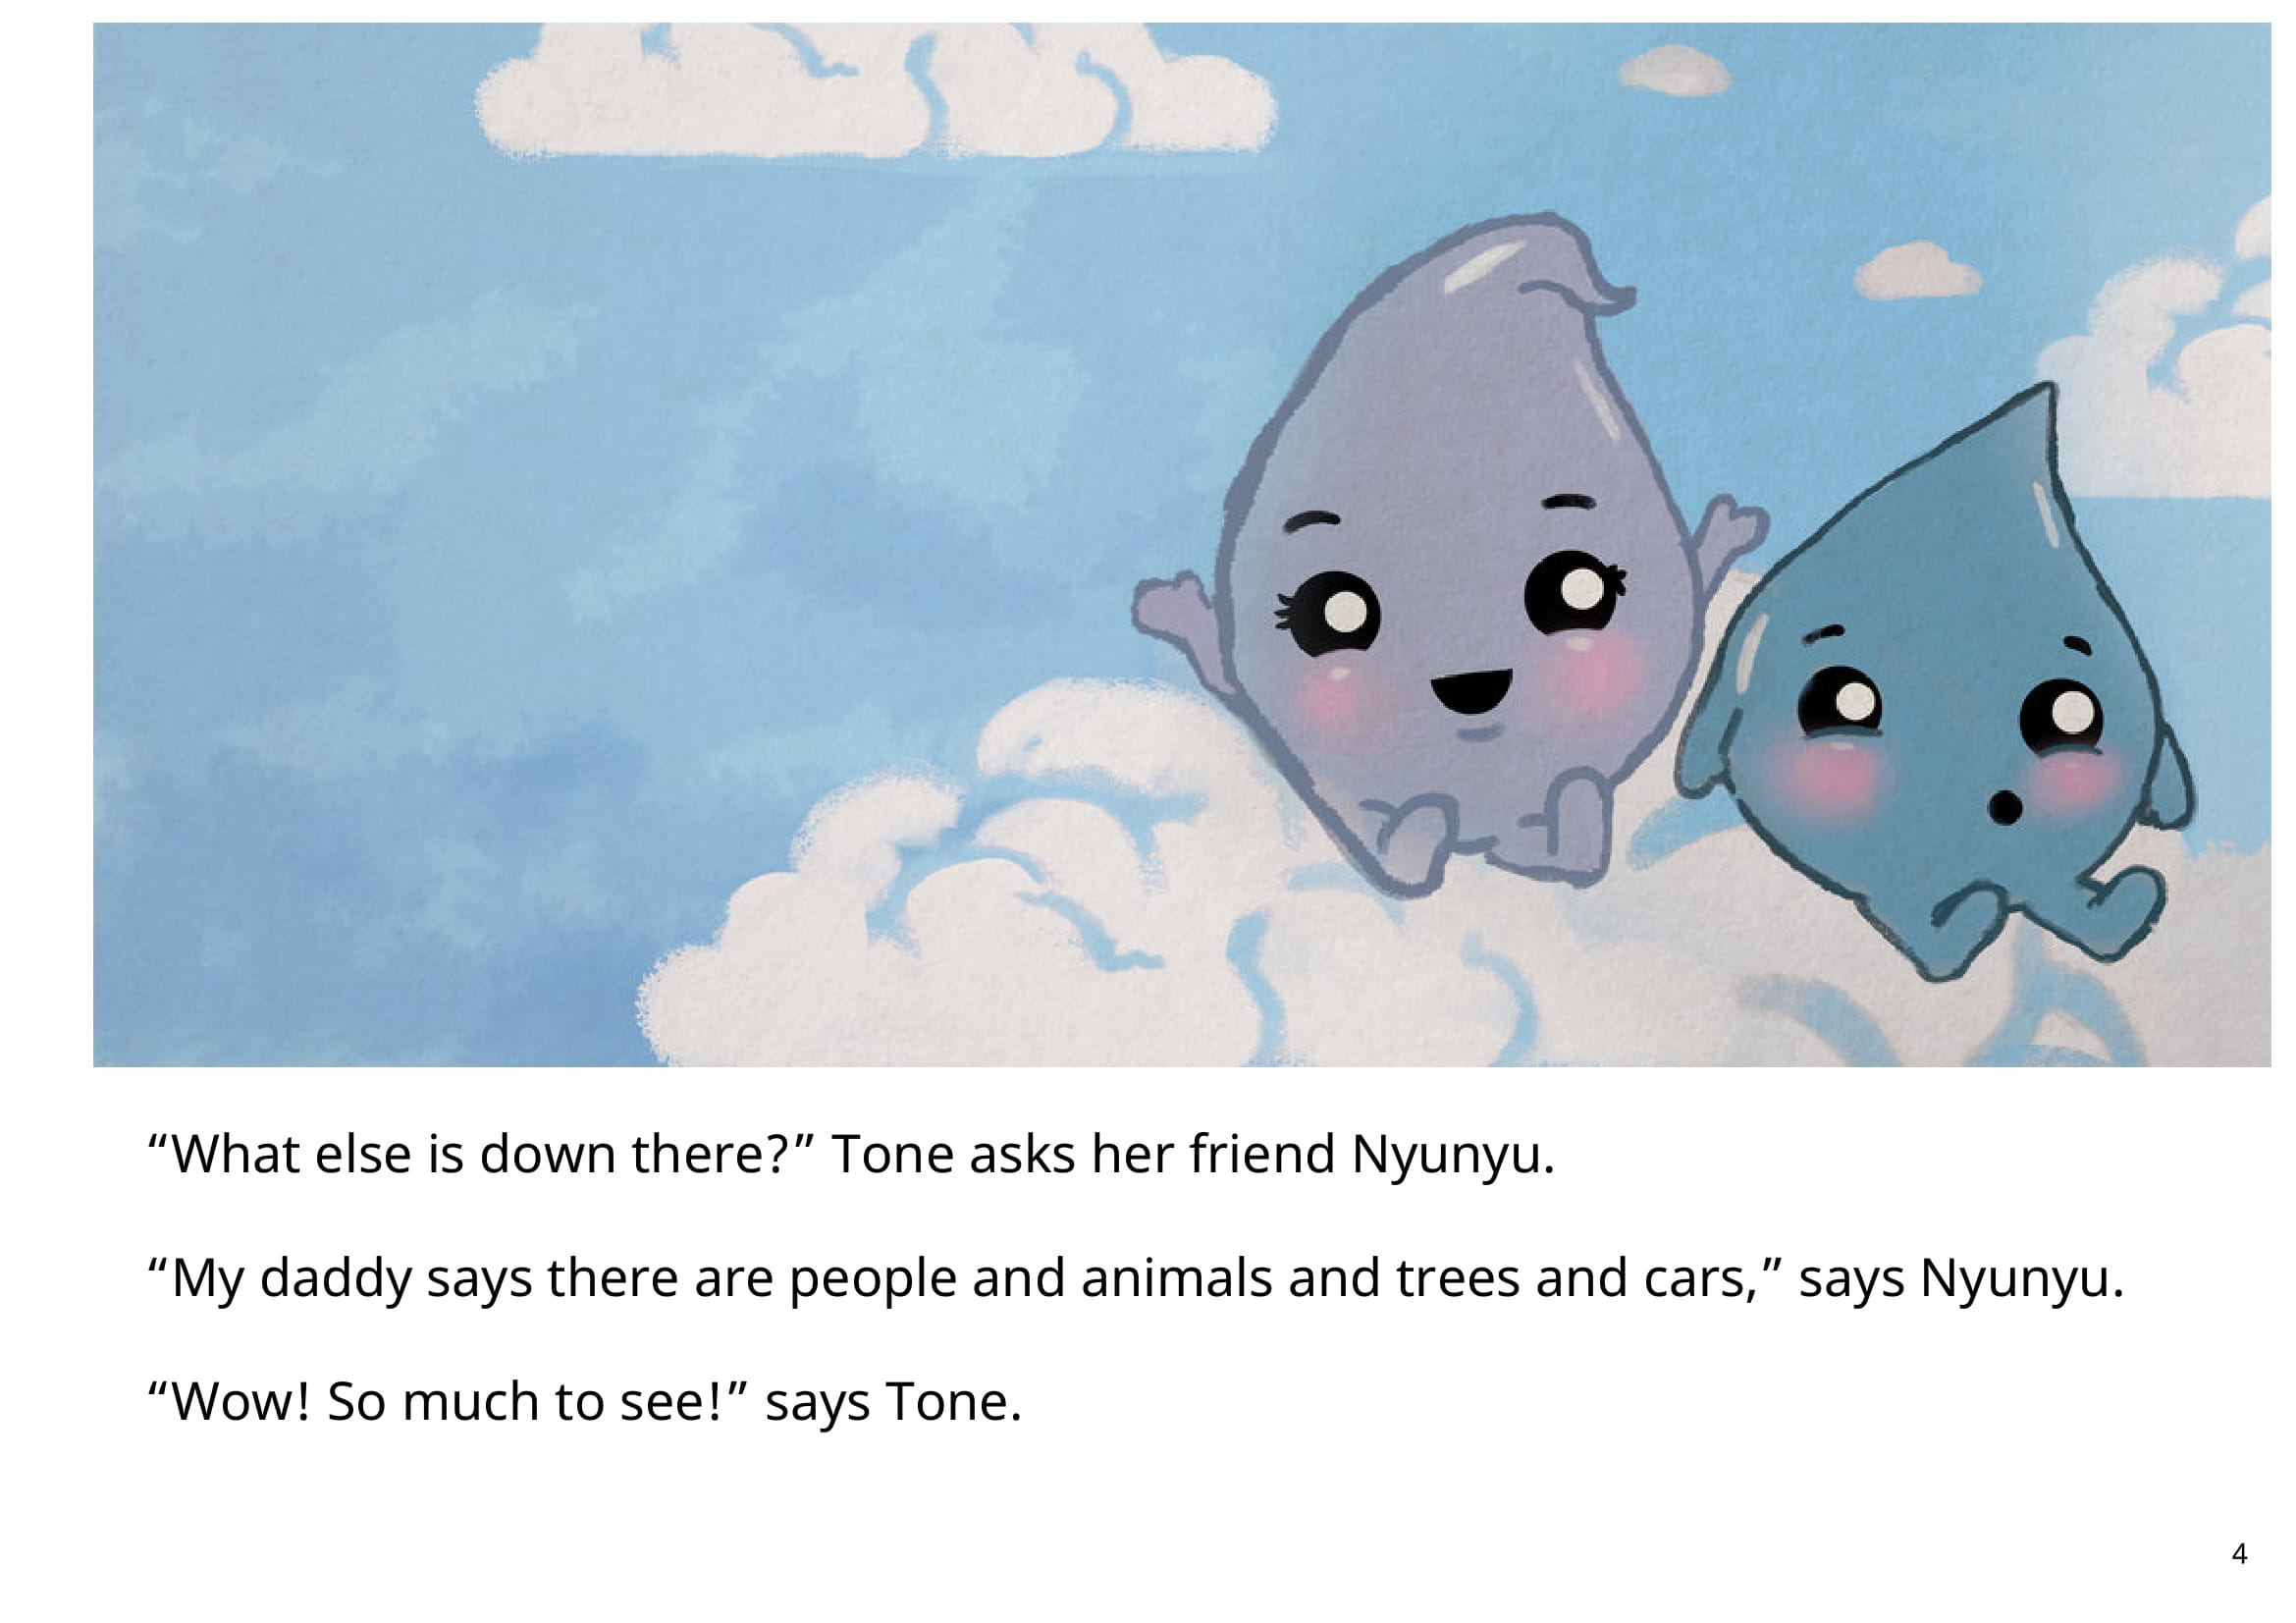 “What else is down there?” Tone asks her friend Nyunyu.
“My daddy says there are people and animals and trees and cars,” says Nyunyu.
“Wow! So much to see!” says Tone.
4